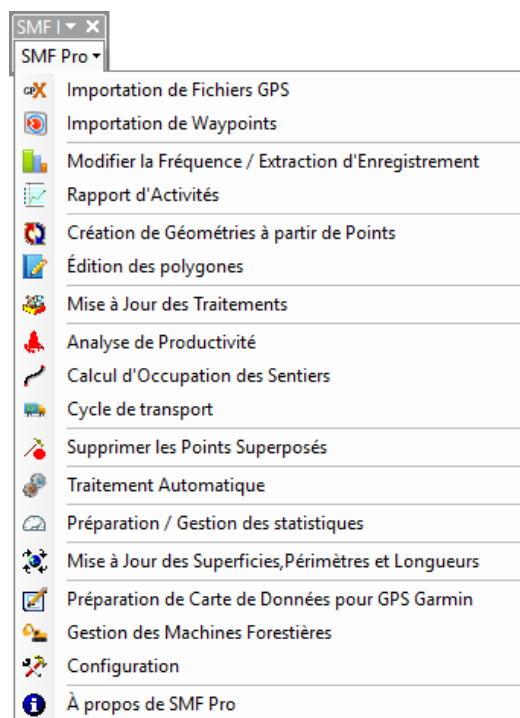 SMF I
SMF Pro
GPX
Importation de Fichiers GPS
Importation de Waypoints
Modifier la Fréquence / Extraction d'Enregistrement
Rapport d'Activités
Création de Géométries à partir de Points
Édition des polygones
Mise à Jour des Traitements
Analyse de Productivité
Calcul d'Occupation des Sentiers
Cycle de transport
Supprimer les Points Superposés
Traitement Automatique
Préparation / Gestion des statistiques
Mise à Jour des Superficies,Périmètres et Longueurs
Préparation de Carte de Données pour GPS Garmin
Gestion des Machines Forestières
Configuration
À propos de SMF Pro